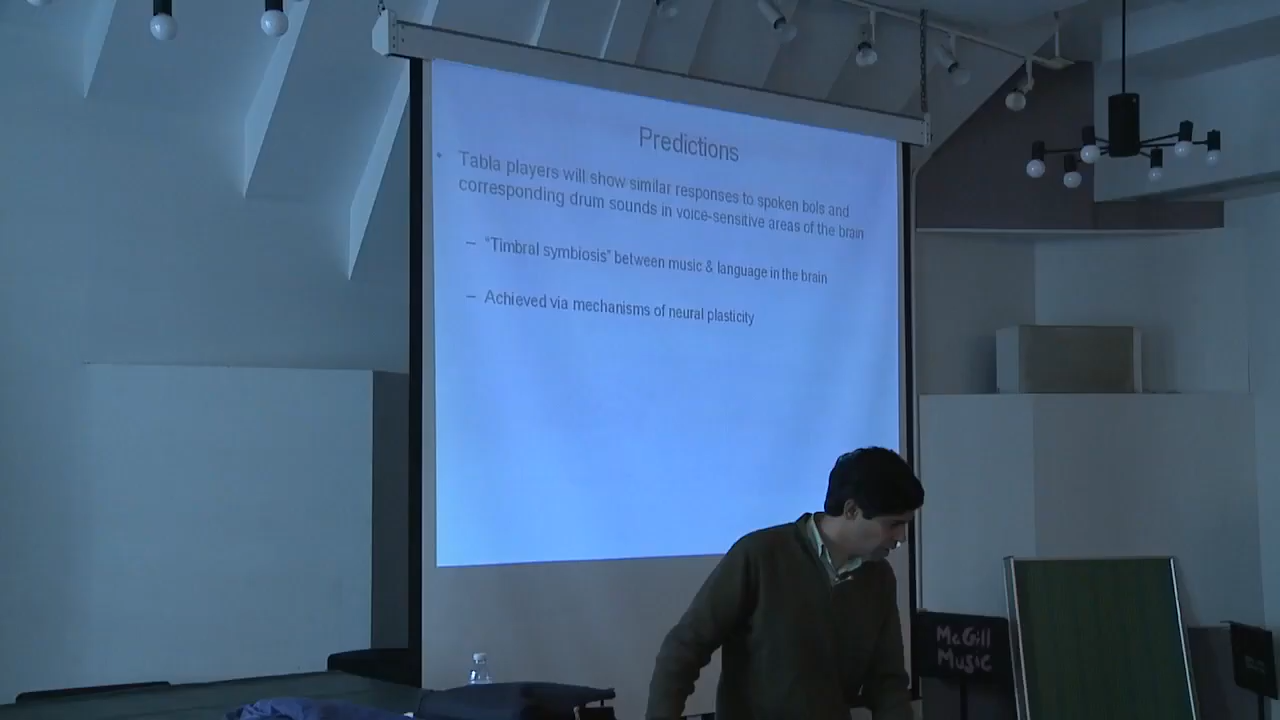 Predictions
• Tabla players will show similar responses to spoken bols and
corresponding drum sounds in voice-sensitive areas of the brain
– "Timbral symbiosis" between music & language in the brain
– Achieved via mechanisms of neural plasticity
McGill
Music